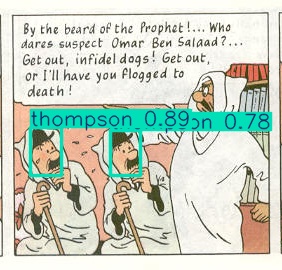 By the beard of the Prophet!... Who
dares suspect Omar Ben Salaad?...
Get out, infidel dogs! Get out,
or I'll have you flogged to
death!
thompson 0.89
on 0.78